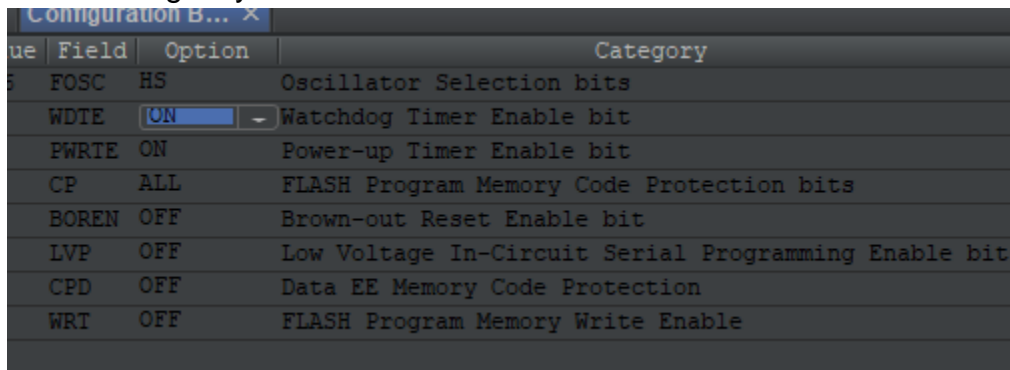 Configuration B... ×
ue Field Option Category
FOSC HS Oscillator Selection bits
WDTE ON Watchdog Timer Enable bit
PWRTE ON Power-up Timer Enable bit
CP ALL FLASH Program Memory Code Protection bits
BOREN OFF Brown-out Reset Enable bit
LVP OFF Low Voltage In-Circuit Serial Programming Enable bit
CPD OFF Data EE Memory Code Protection
WRT OFF FLASH Program Memory Write Enable